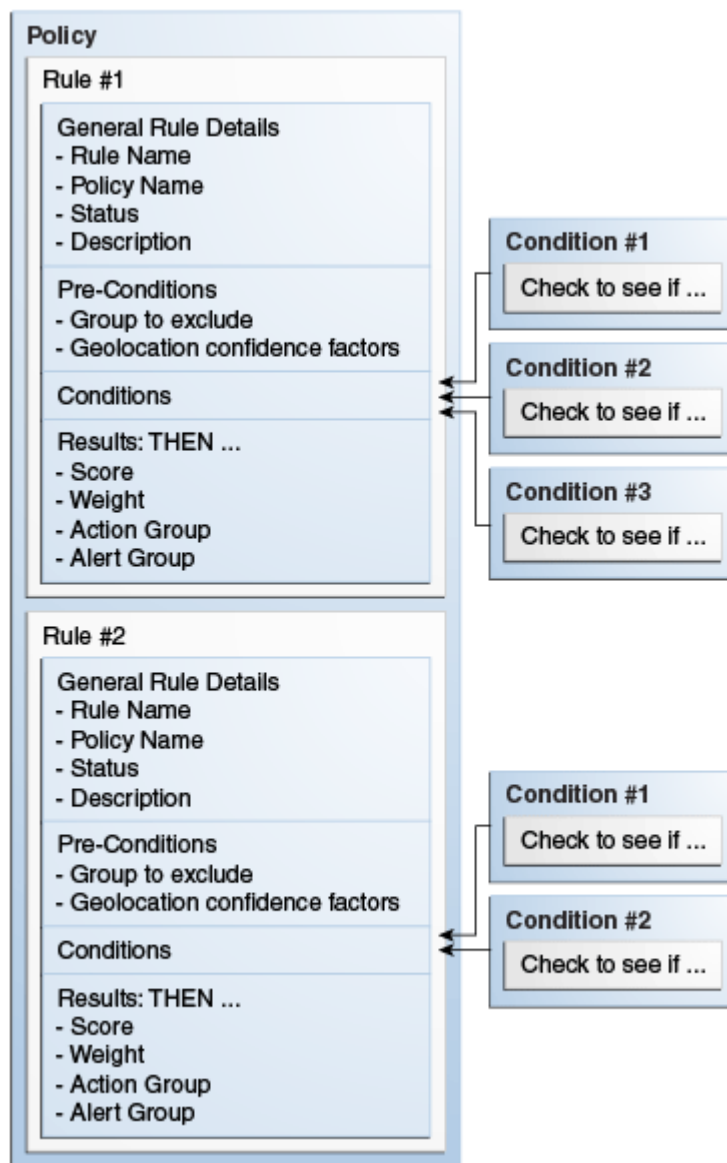 Policy
Rule #1
General Rule Details
- Rule Name
- Policy Name
- Status
- Description
Pre-Conditions
- Group to exclude
- Geolocation confidence factors
Conditions
Results: THEN ...
- Score
- Weight
- Action Group
- Alert Group
Condition #1
Check to see if ...
Condition #2
Check to see if ...
Condition #3
Check to see if ...
Rule #2
General Rule Details
- Rule Name
- Policy Name
- Status
- Description
Pre-Conditions
- Group to exclude
- Geolocation confidence factors
Conditions
Results: THEN ...
- Score
- Weight
- Action Group
- Alert Group
Condition #1
Check to see if ...
Condition #2
Check to see if ...